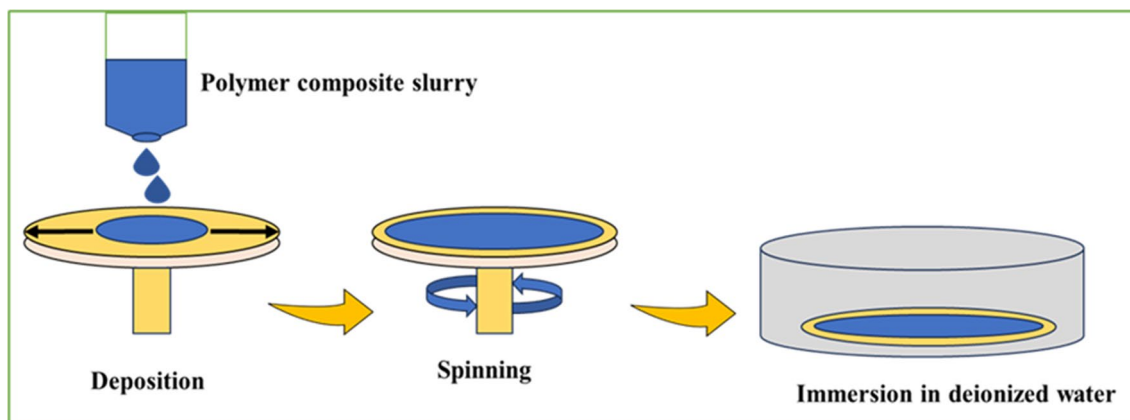 Polymer composite slurry
Deposition
Spinning
Immersion in deionized water